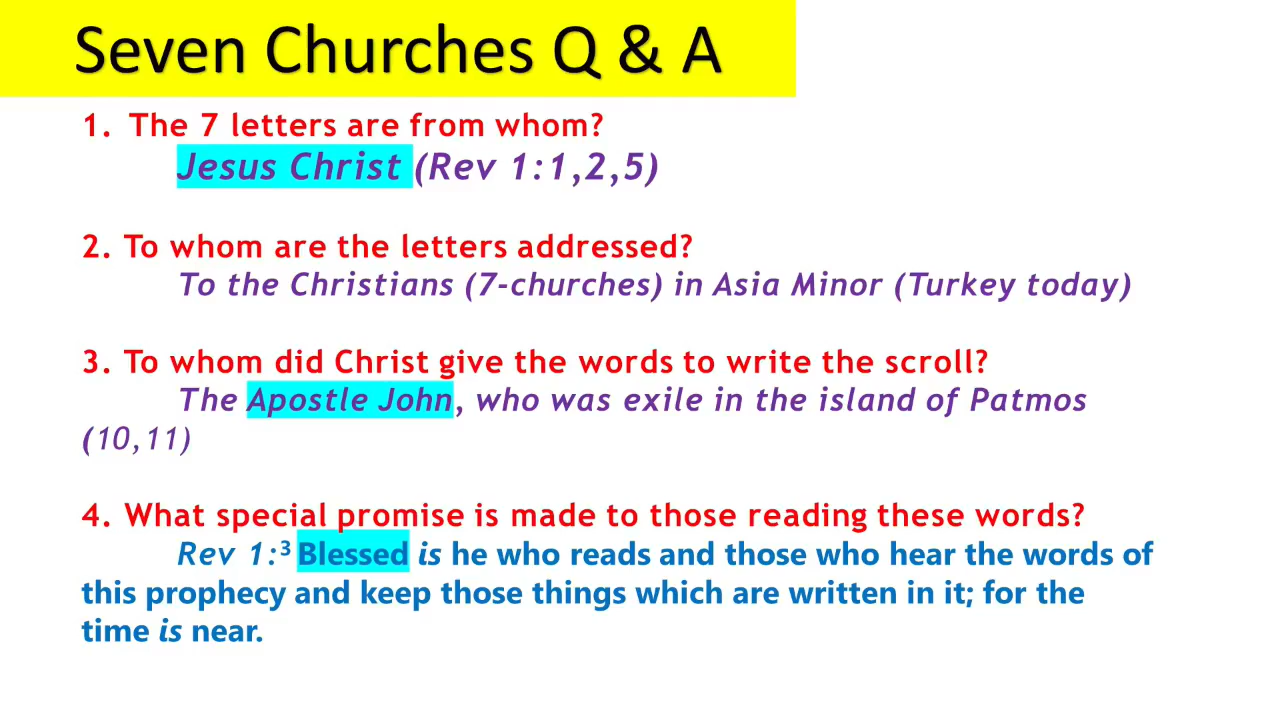 Seven Churches Q & A
1. The 7 letters are from whom?
Jesus Christ (Rev 1:1,2,5)
2. To whom are the letters addressed?
To the Christians (7-churches) in Asia Minor (Turkey today)
3. To whom did Christ give the words to write the scroll?
The Apostle John, who was exile in the island of Patmos
(10,11)
4. What special promise is made to those reading these words?
Rev 1:³ Blessed is he who reads and those who hear the words of
this prophecy and keep those things which are written in it; for the
time is near.